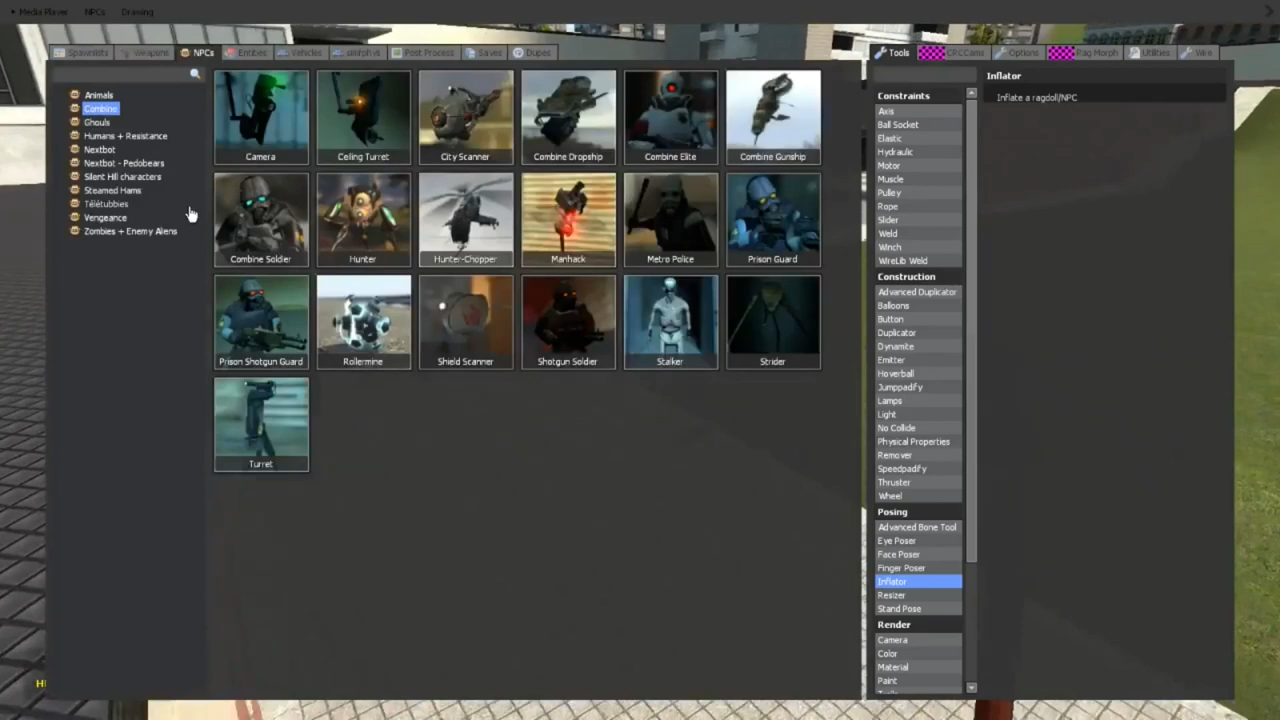 • Media Player NPCs Drawing
Spawnlists Weapons NPCs Entities Vehicles simfphys Post Process Saves Dupes
Animals
Combine
Ghouls
Humans + Resistance
Nextbot
Nextbot - Pedobears
Silent Hill characters
Steamed Hams
Télétubbies
Vengeance
Zombies + Enemy Aliens
Camera Ceiling Turret City Scanner Combine Dropship Combine Elite Combine Gunship
Combine Soldier Hunter Hunter-Chopper Manhack Metro Police Prison Guard
Prison Shotgun Guard Rollermine Shield Scanner Shotgun Soldier Stalker Strider
Turret
Tools CPCCams Options Rag Morph Utilities Wire
Constraints
Axis
Ball Socket
Elastic
Hydraulic
Motor
Muscle
Pulley
Rope
Slider
Weld
Winch
WireLib Weld
Construction
Advanced Duplicator
Balloons
Button
Duplicator
Dynamite
Emitter
Hoverball
Jumppadify
Lamps
Light
No Collide
Physical Properties
Remover
Speedpadify
Thruster
Wheel
Posing
Advanced Bone Tool
Eye Poser
Face Poser
Finger Poser
Inflator
Resizer
Stand Pose
Render
Camera
Color
Material
Paint
Inflator
Inflate a ragdoll/NPC